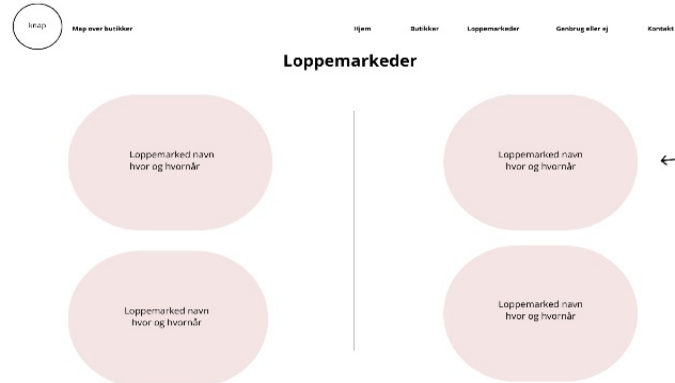 knap
Map over butikker
Hjem
Butikker
Loppemarkeder
Genbrug eller ej
Kontakt
Loppemarkeder
Loppemarked navn
hvor og hvornår
Loppemarked navn
hvor og hvornår
Loppemarked navn
hvor og hvornår
Loppemarked navn
hvor og hvornår